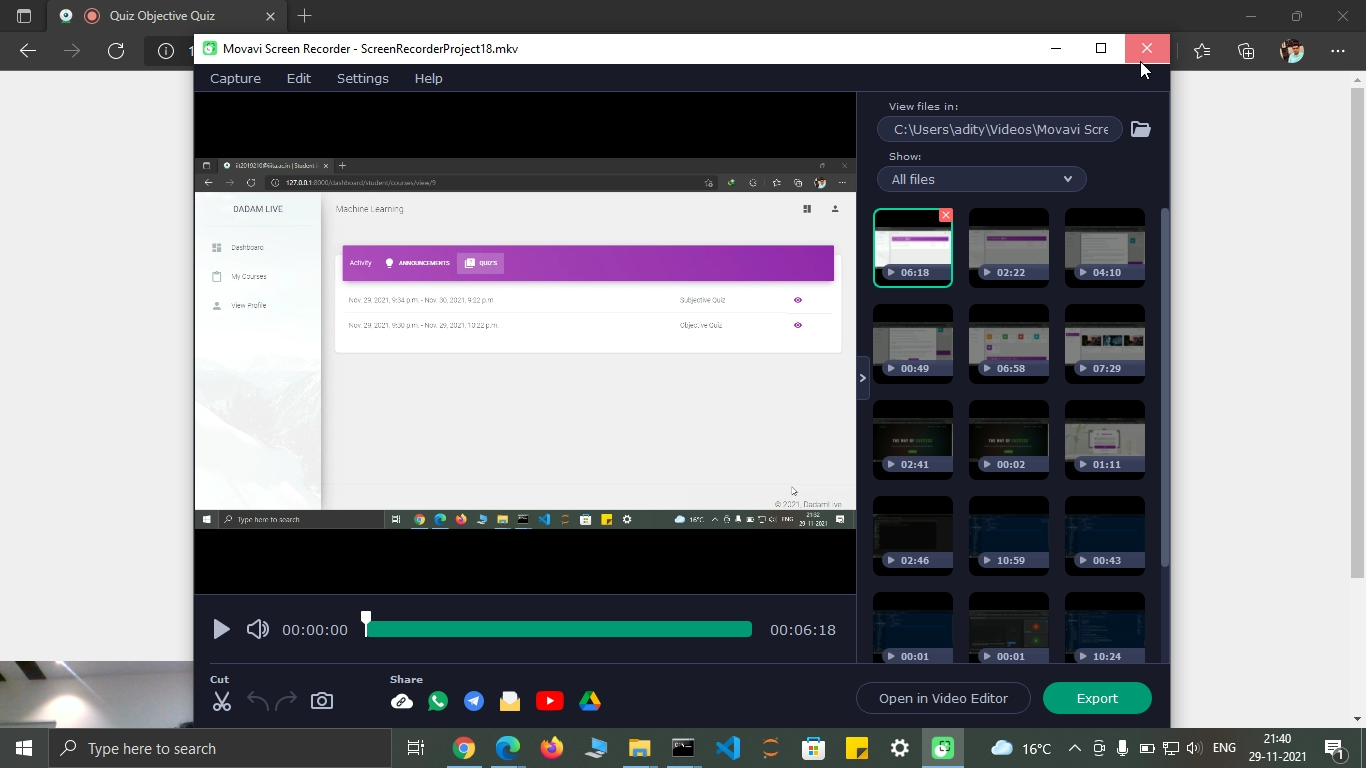 Quiz Objective Quiz
Movavi Screen Recorder - ScreenRecorderProject18.mkv
Capture Edit Settings Help
View files in:
C:\Users\adity\Videos\Movavi Scre
Show:
All files
iit2019210@iiita.ac.in | Student
127.0.0.1:8000/dashboard/student/courses/view/9
DADAM LIVE
Machine Learning
Dashboard
My Courses
View Profile
Activity ANNOUNCEMENTS QUIZ'S
Nov. 29, 2021, 9:34 p.m. - Nov. 30, 2021, 9:22 p.m. Subjective Quiz
Nov. 29, 2021, 9:30 p.m. - Nov. 29, 2021, 10:22 p.m. Objective Quiz
© 2021, DadamLive
Type here to search
16°C ENG 21:32
29-11-2021
06:18 02:22 04:10
00:49 06:58 07:29
02:41 00:02 01:11
02:46 10:59 00:43
00:01 00:01 10:24
00:00:00 00:06:18
Cut Share
Open in Video Editor Export
Type here to search
16°C ENG 21:40
29-11-2021
1